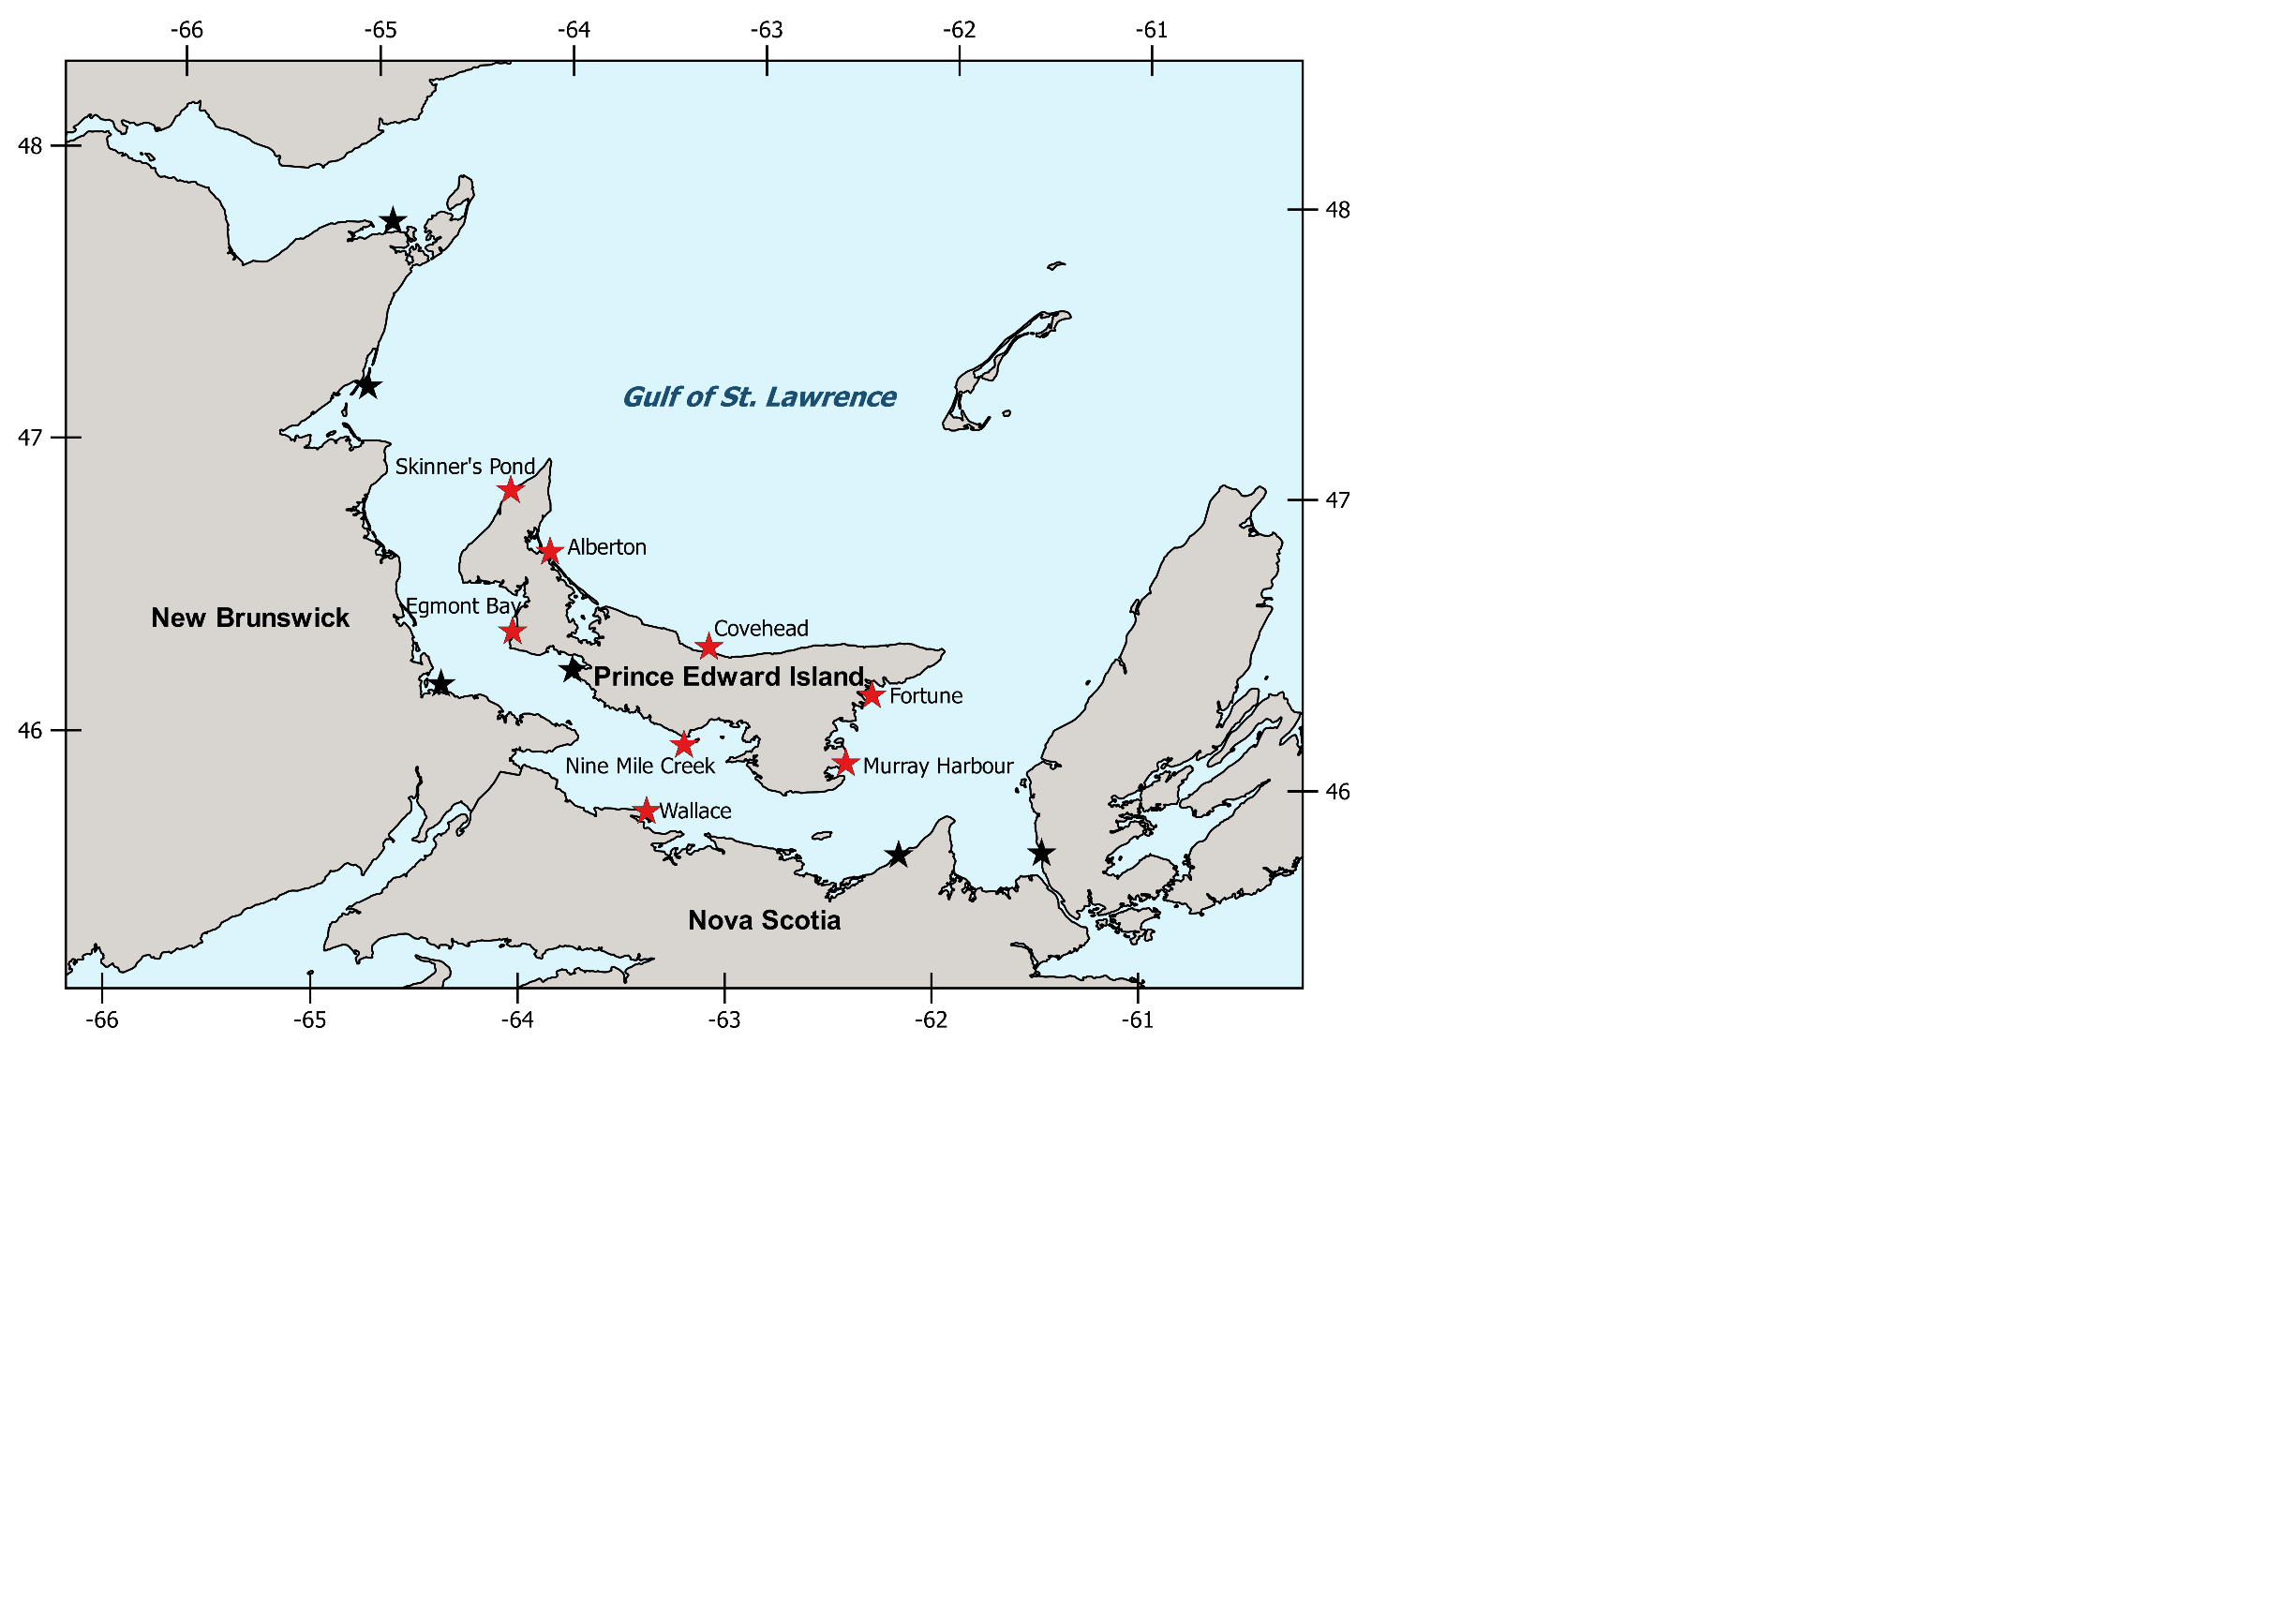 -66 -65 -64 -63 -62 -61
48
48
Gulf of St. Lawrence
47
Skinner's Pond
47
Alberton
Egmont Bay
New Brunswick
Covehead
Prince Edward Island
Fortune
46
Nine Mile Creek
Murray Harbour
46
Wallace
Nova Scotia
-66 -65 -64 -63 -62 -61